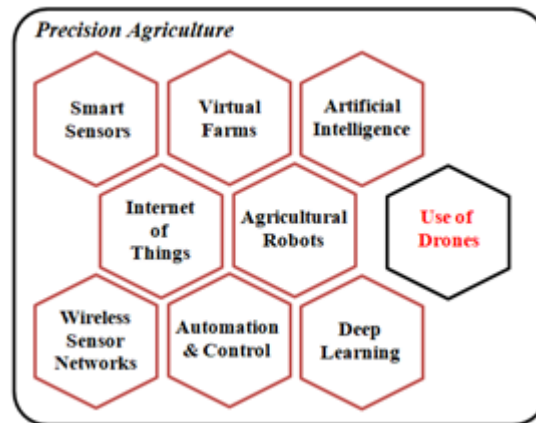 Precision Agriculture
Smart
Sensors
Virtual
Farms
Artificial
Intelligence
Internet
of
Things
Agricultural
Robots
Use of
Drones
Wireless
Sensor
Networks
Automation
& Control
Deep
Learning